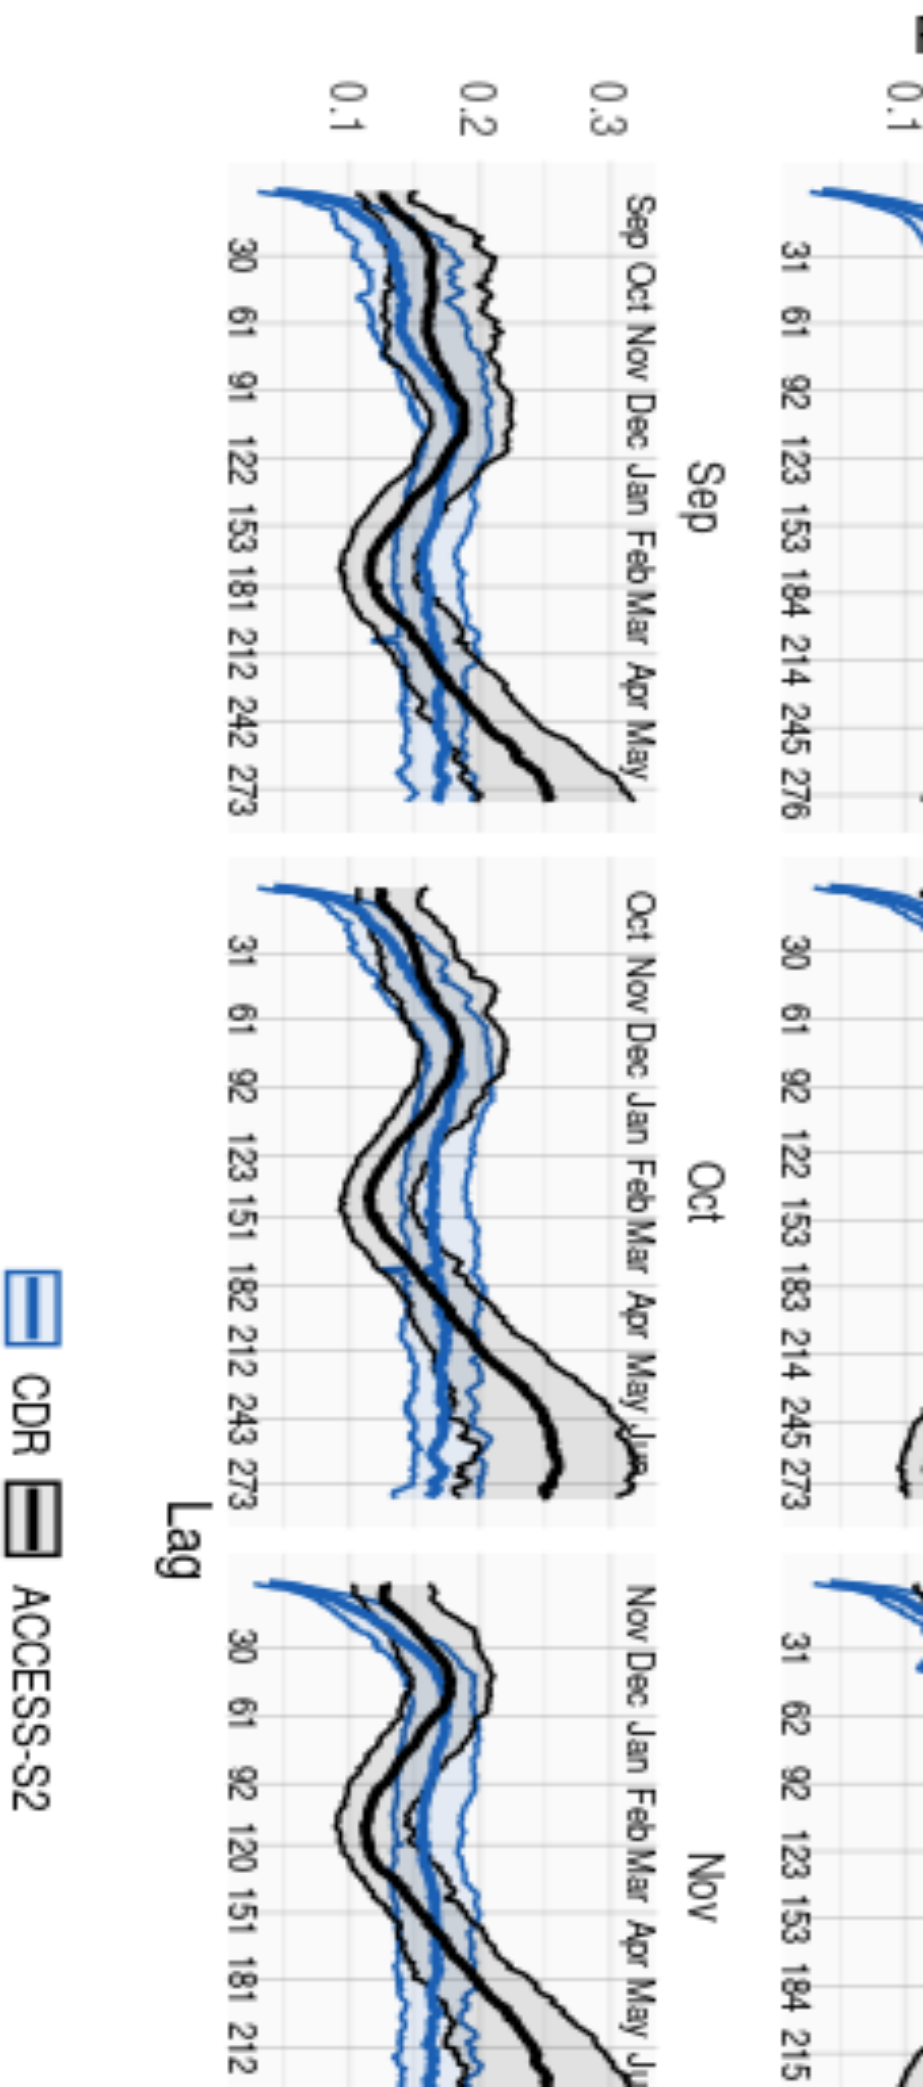 0.1
31 61 92 123 153 184 214 245 276
30 61 92 122 153 183 214 245 273
31 62 92 123 153 184 215
Sep
Oct
Nov
Sep Oct Nov Dec Jan Feb Mar Apr May
Oct Nov Dec Jan Feb Mar Apr May Jun
Nov Dec Jan Feb Mar Apr May Ju
0.3
0.2
0.1
30 61 91 122 153 181 212 242 273
31 61 92 123 151 182 212 243 273
30 61 92 120 151 181 212
Lag
CDR ACCESS-S2